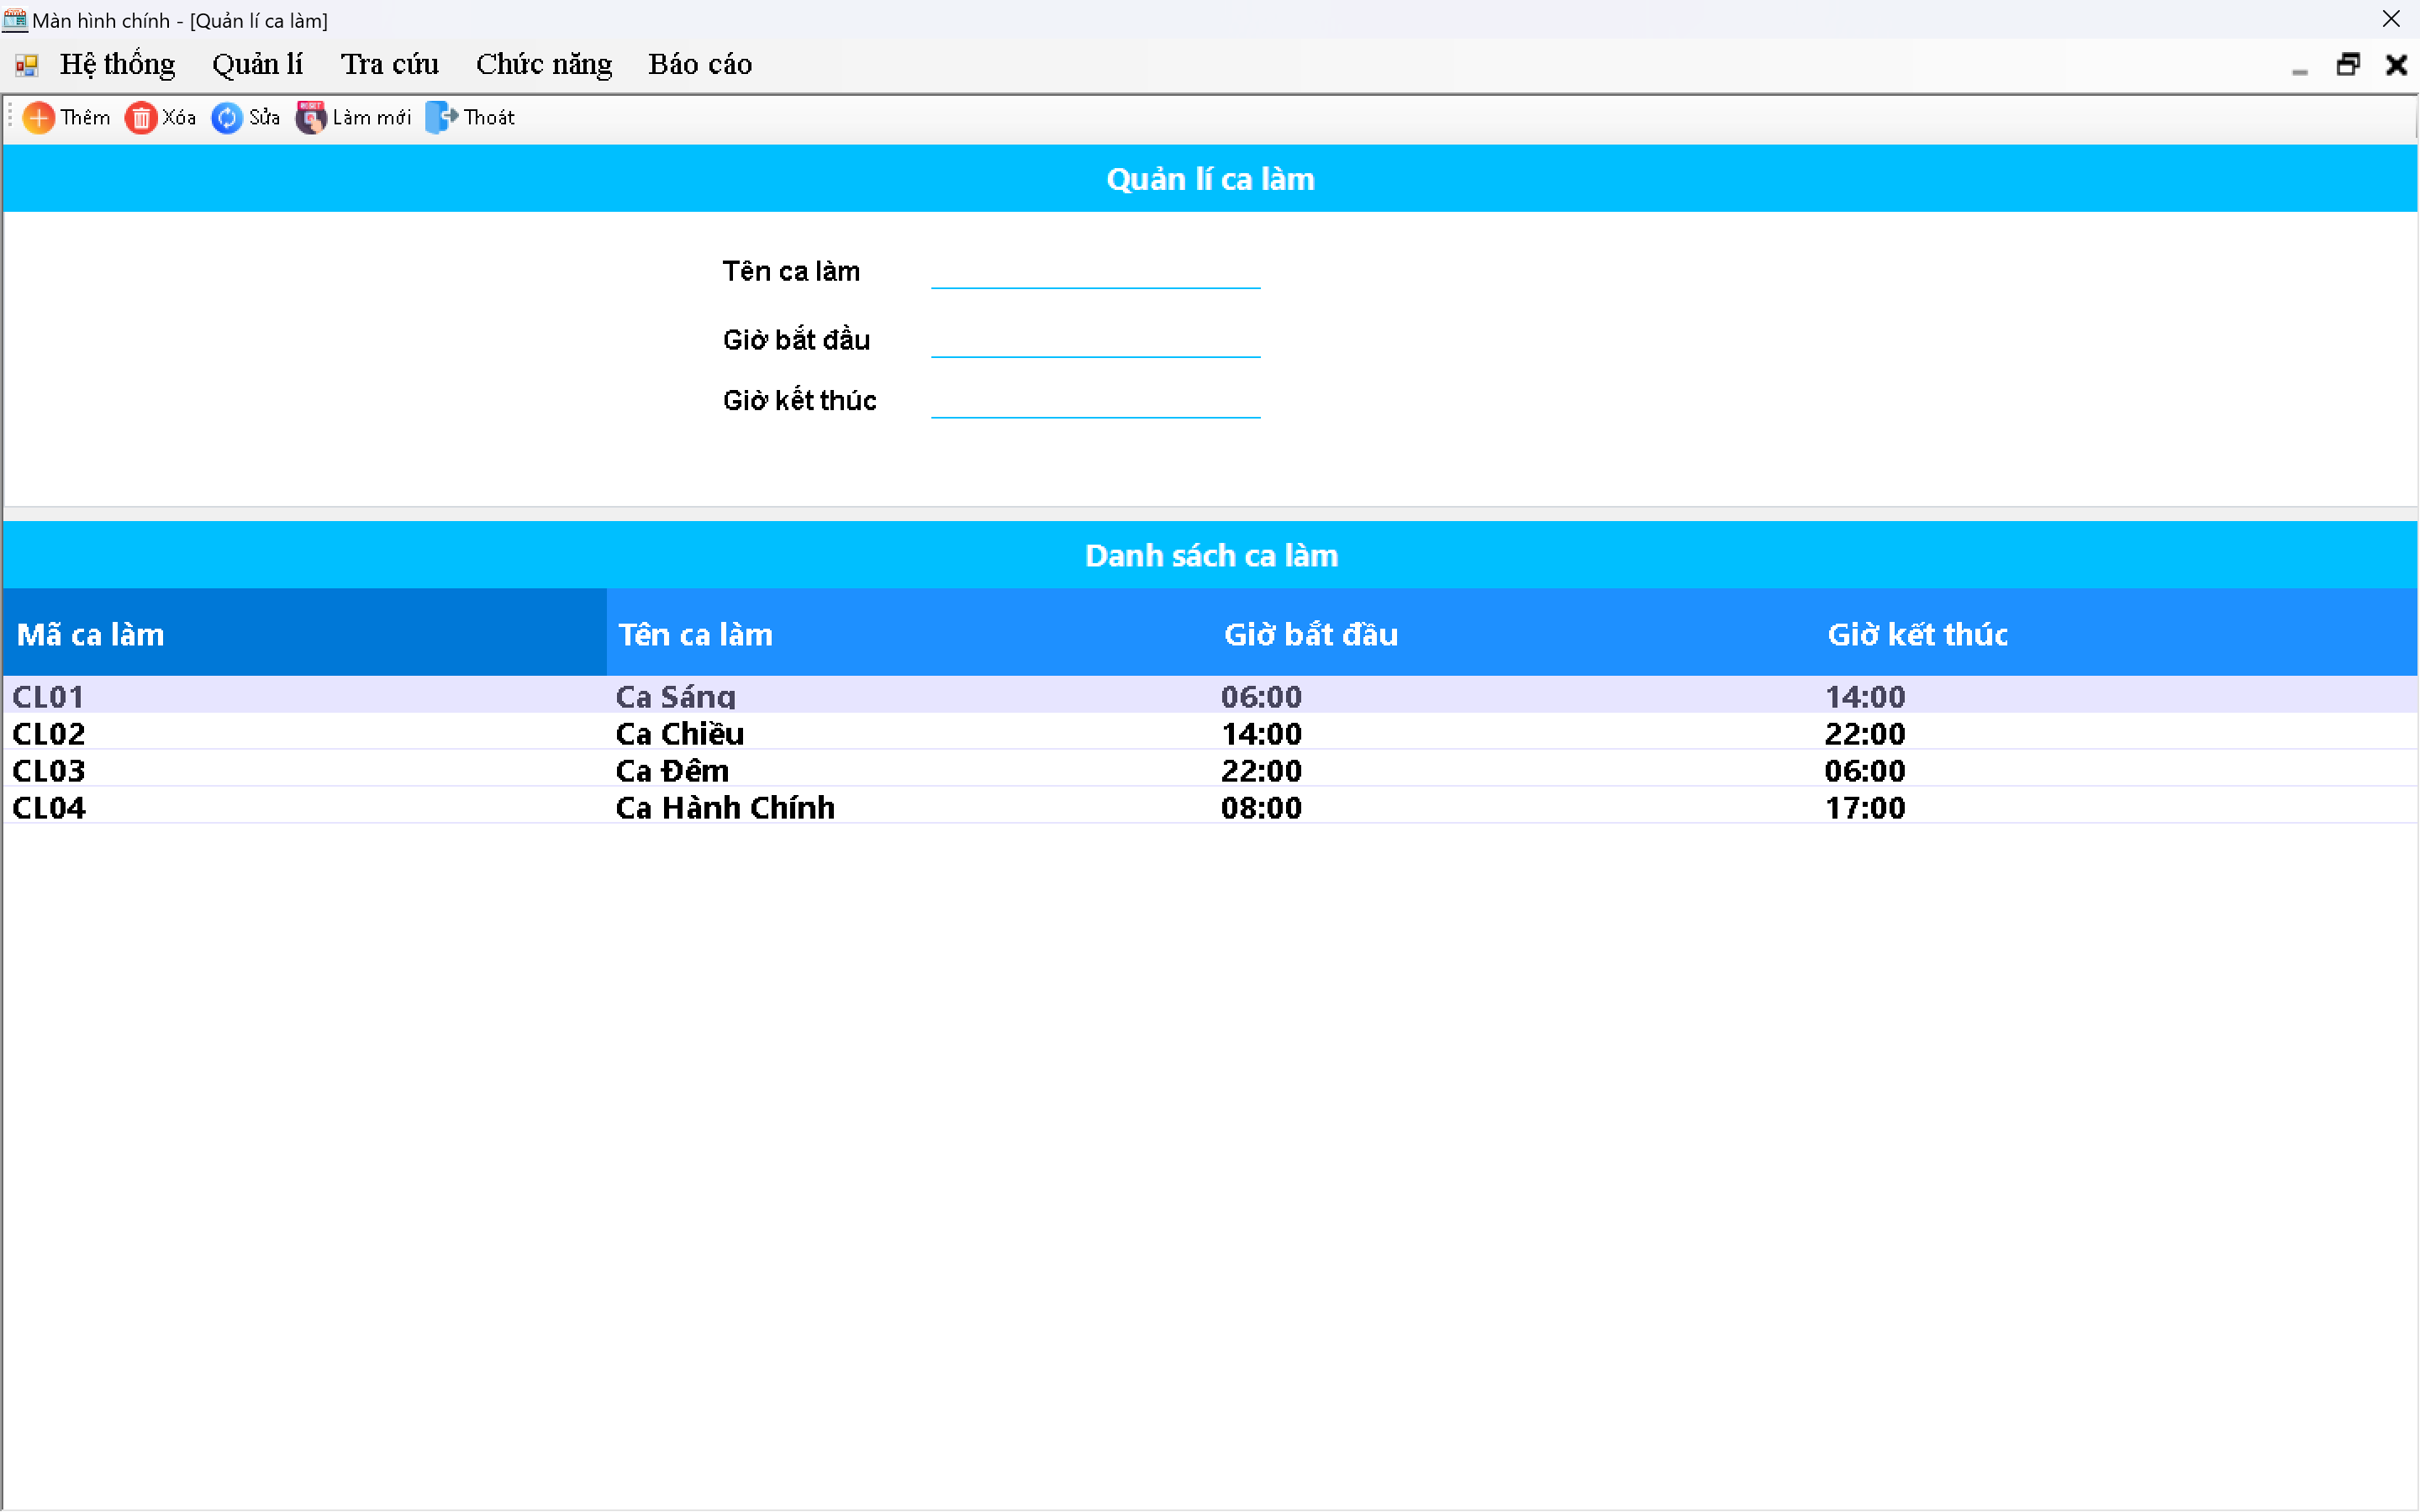 Màn hình chính - [Quản lí ca làm]
Hệ thống Quản lí Tra cứu Chức năng Báo cáo
Thêm Xóa Sửa RESET Làm mới Thoát
Quản lí ca làm
Tên ca làm
Giờ bắt đầu
Giờ kết thúc
Danh sách ca làm
Mã ca làm Tên ca làm Giờ bắt đầu Giờ kết thúc
CL01 Ca Sáng 06:00 14:00
CL02 Ca Chiều 14:00 22:00
CL03 Ca Đêm 22:00 06:00
CL04 Ca Hành Chính 08:00 17:00